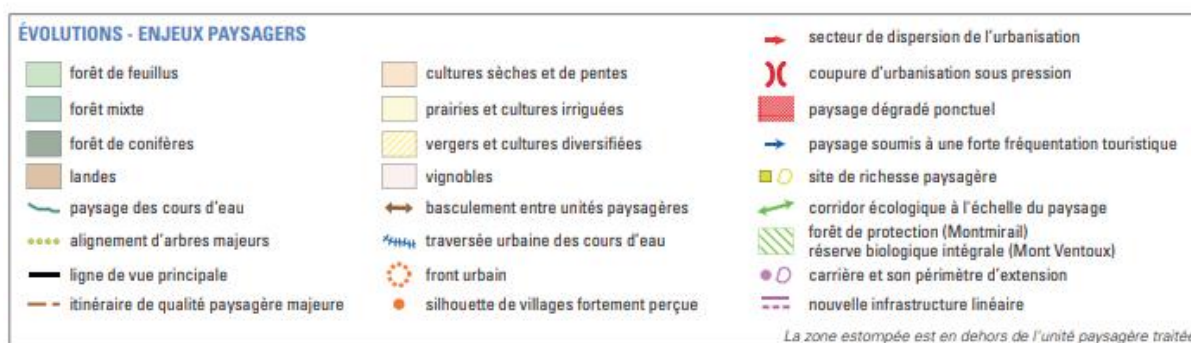 ÉVOLUTIONS - ENJEUX PAYSAGERS
forêt de feuillus
forêt mixte
forêt de conifères
landes
paysage des cours d'eau
alignement d'arbres majeurs
ligne de vue principale
itinéraire de qualité paysagère majeure
cultures sèches et de pentes
prairies et cultures irriguées
vergers et cultures diversifiées
vignobles
basculement entre unités paysagères
traversée urbaine des cours d'eau
front urbain
silhouette de villages fortement perçue
secteur de dispersion de l'urbanisation
coupure d'urbanisation sous pression
paysage dégradé ponctuel
paysage soumis à une forte fréquentation touristique
site de richesse paysagère
corridor écologique à l'échelle du paysage
forêt de protection (Montmirail)
réserve biologique intégrale (Mont Ventoux)
carrière et son périmètre d'extension
nouvelle infrastructure linéaire
La zone estompée est en dehors de l'unité paysagère traitée